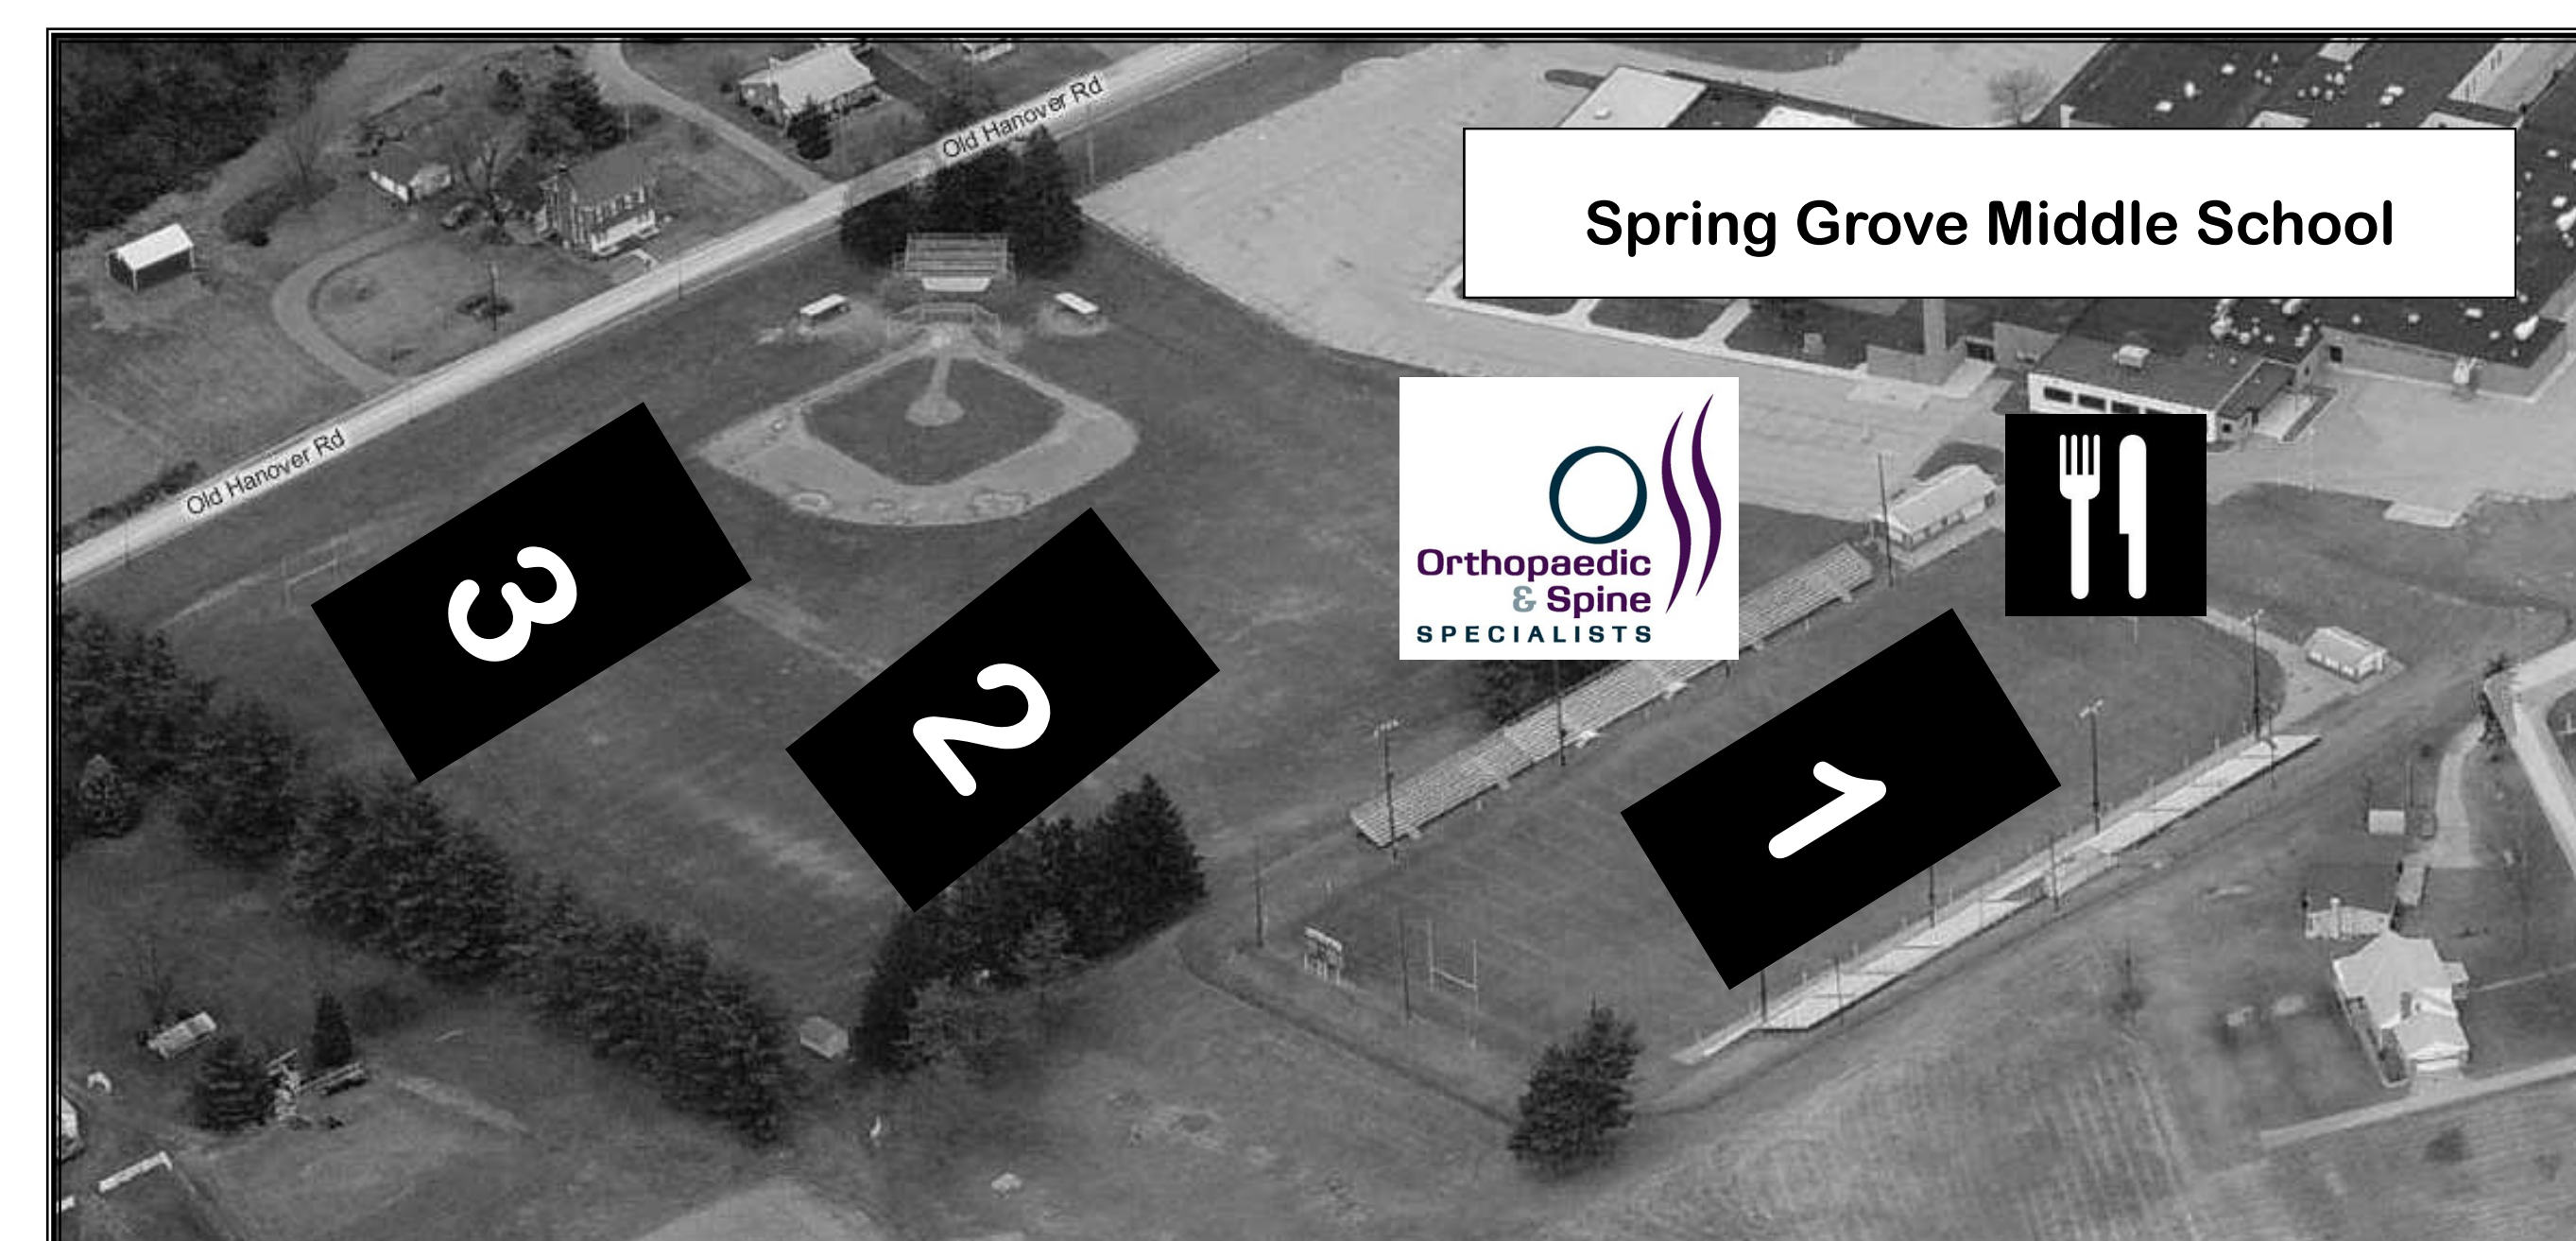 Old Hanover Rd
Spring Grove Middle School
Old Hanover Rd
Orthopaedic
& Spine
SPECIALISTS
3
2
1